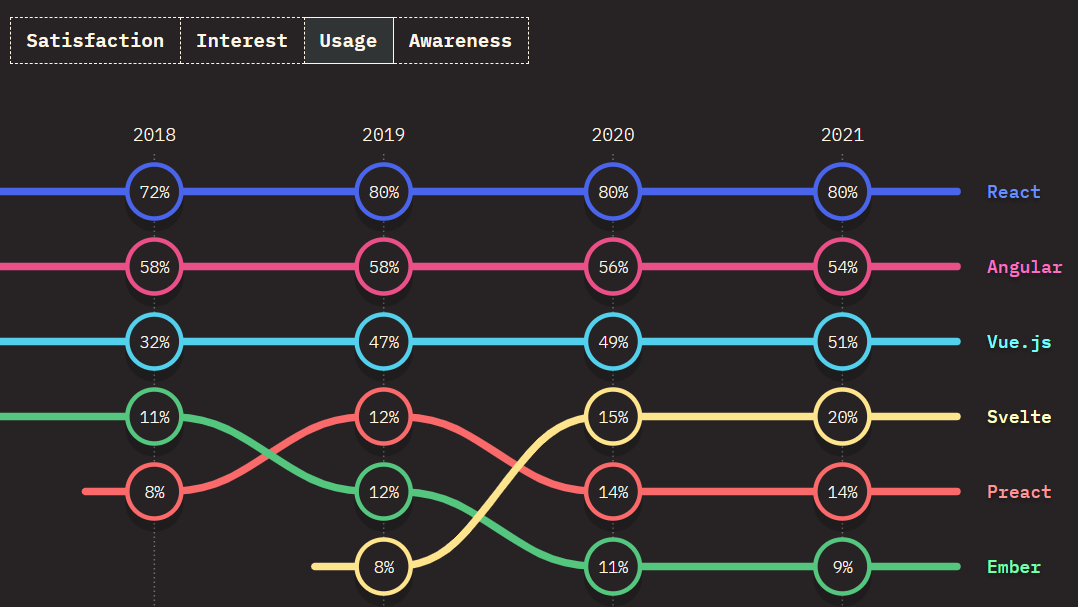 Satisfaction Interest Usage Awareness
2018 2019 2020 2021
72% 80% 80% 80% React
58% 58% 56% 54% Angular
32% 47% 49% 51% Vue.js
11% 12% 15% 20% Svelte
8% 12% 14% 14% Preact
8% 11% 9% Ember